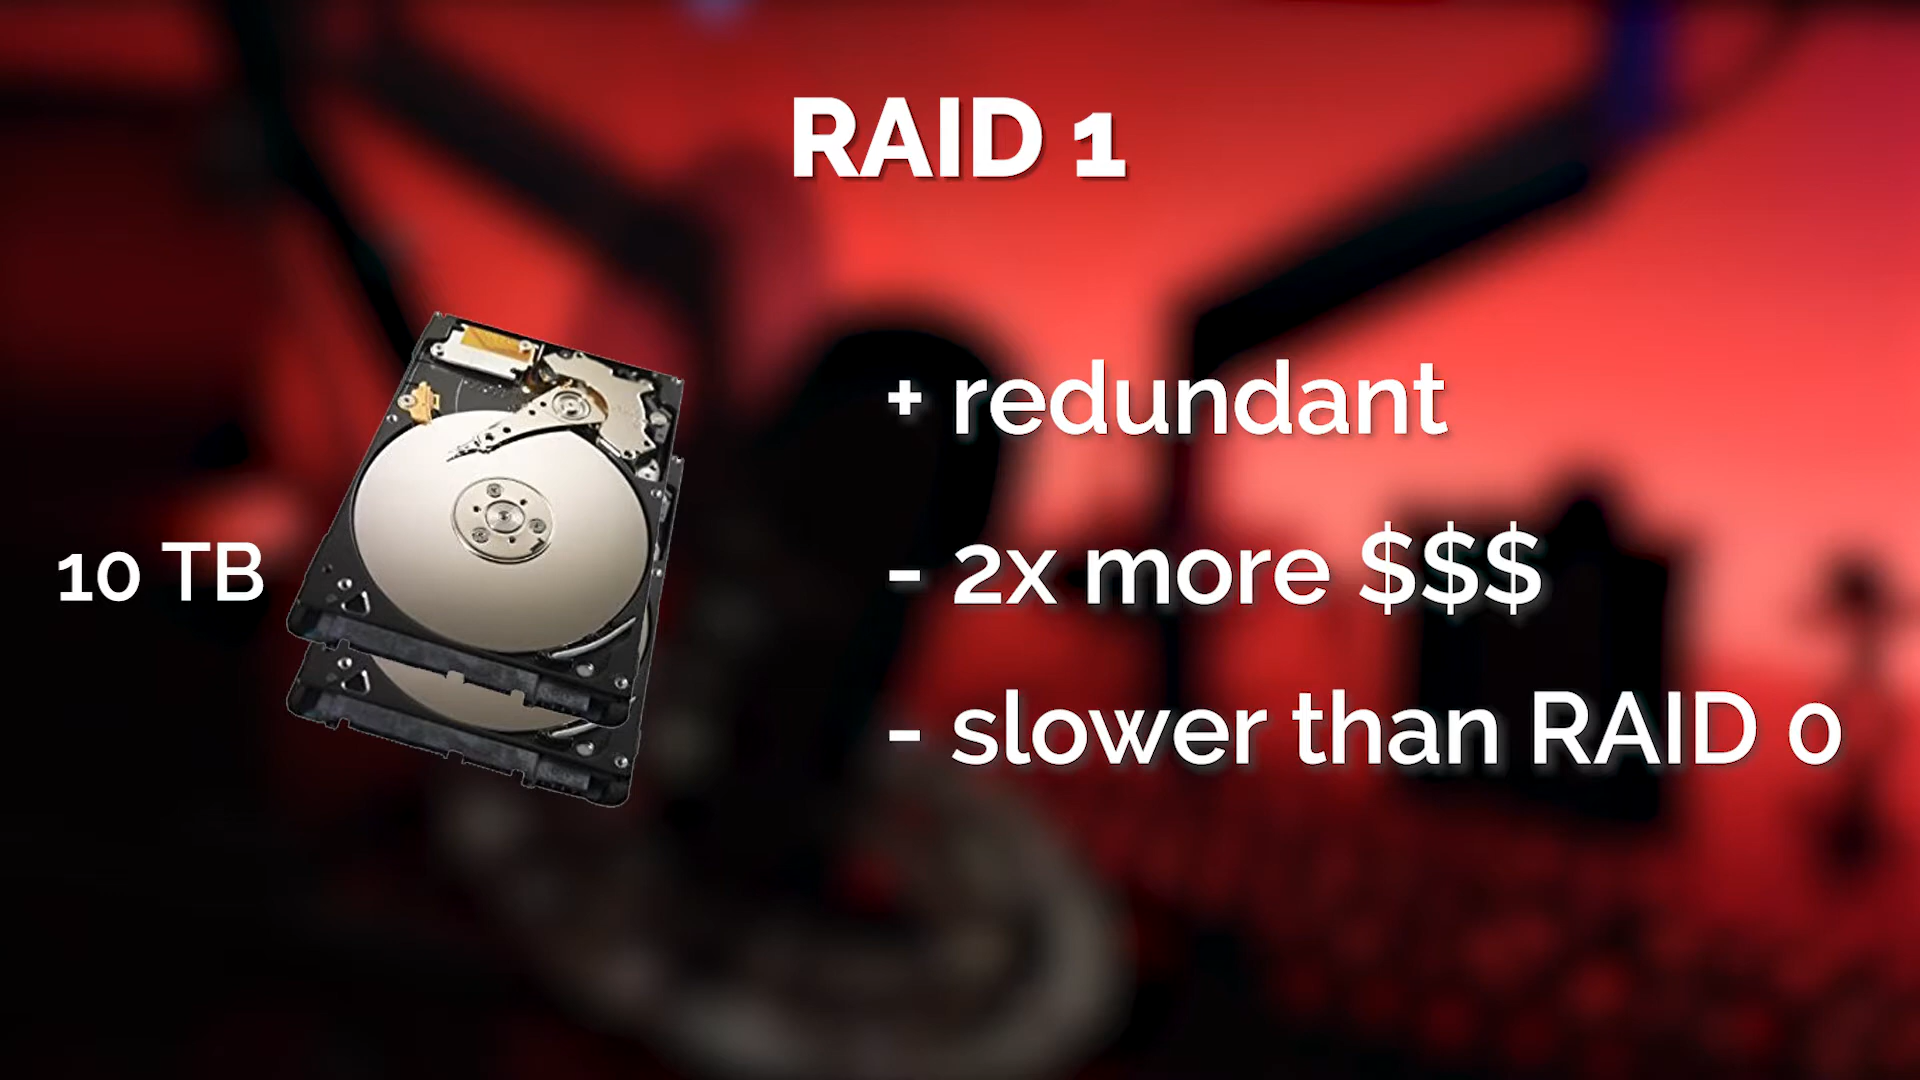 RAID 1
10 TB
+ redundant
- 2x more $$$
- slower than RAID 0